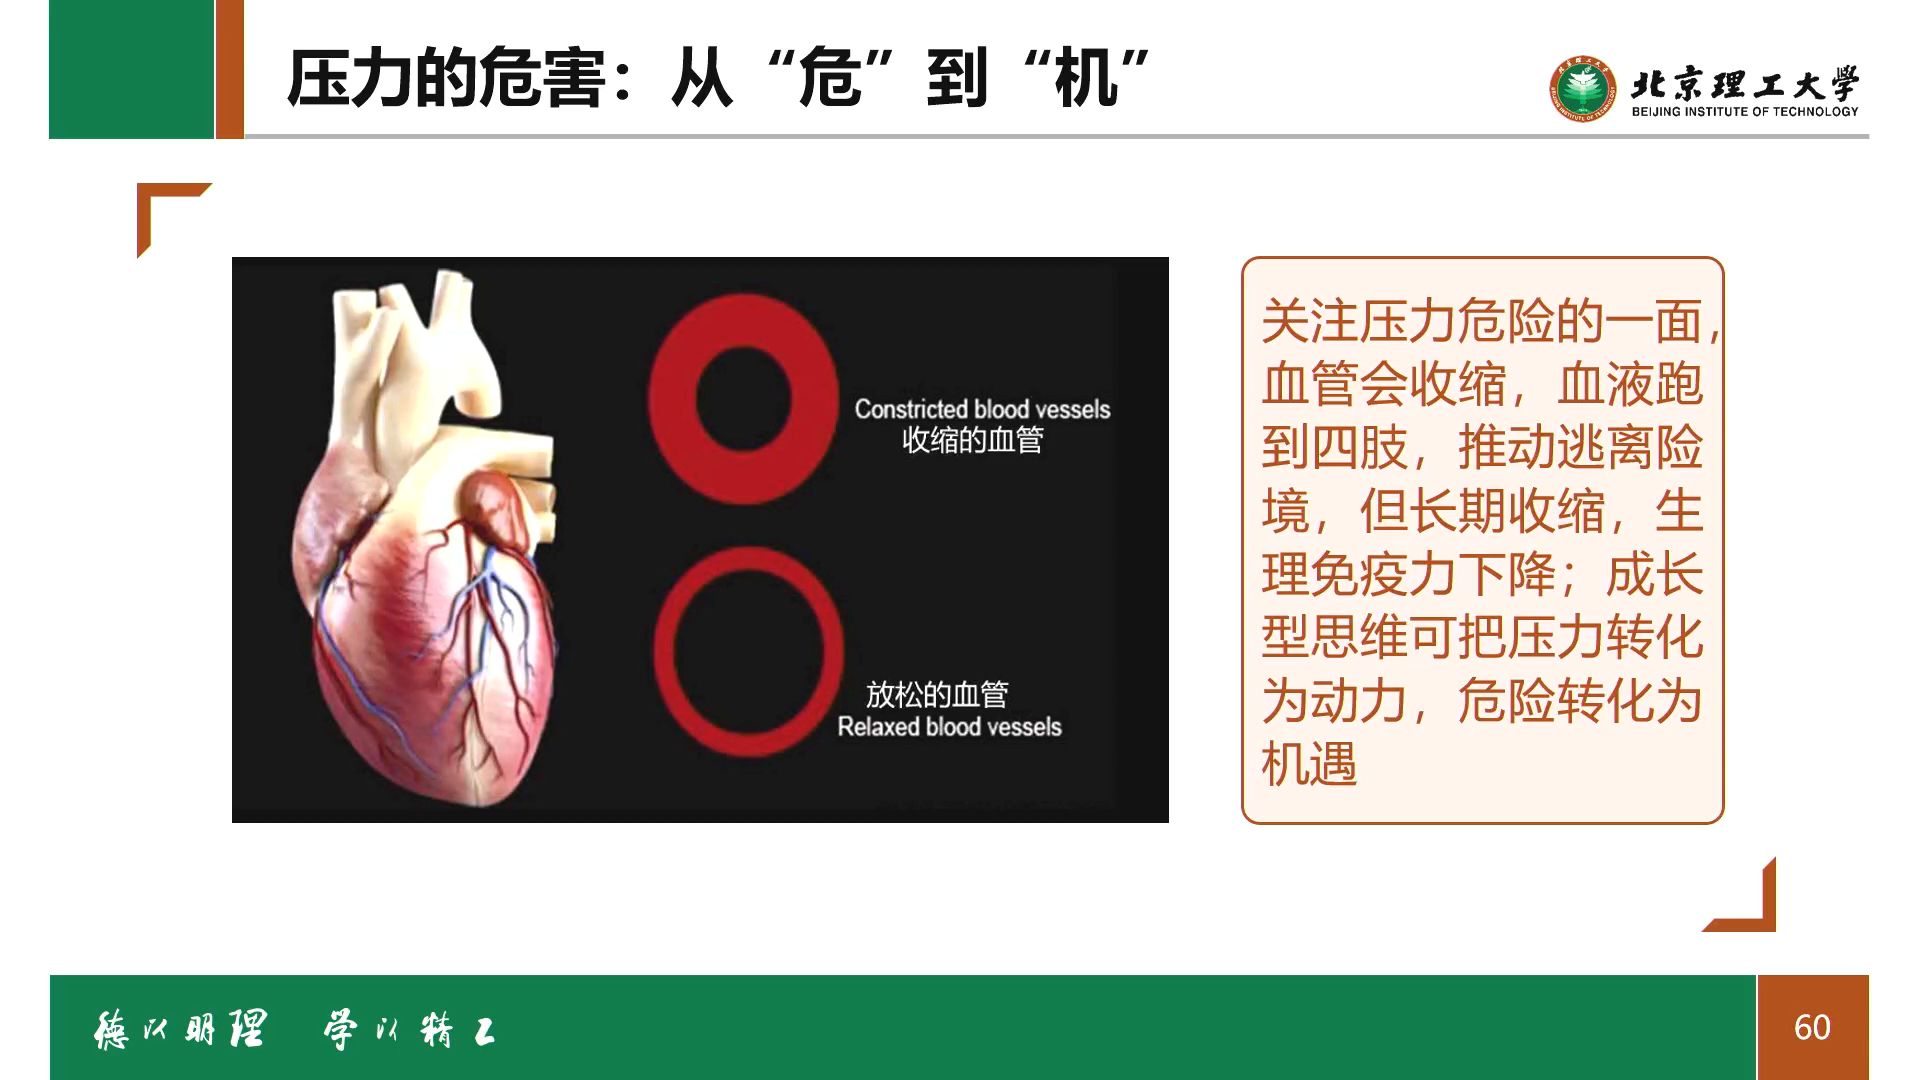 压力的危害：从“危”到“机”
北京理工大学
BEIJING INSTITUTE OF TECHNOLOGY
Constricted blood vessels
收缩的血管
放松的血管
Relaxed blood vessels
关注压力危险的一面，
血管会收缩，血液跑
到四肢，推动逃离险
境，但长期收缩，生
理免疫力下降；成长
型思维可把压力转化
为动力，危险转化为
机遇
德以明理 学以精工
60